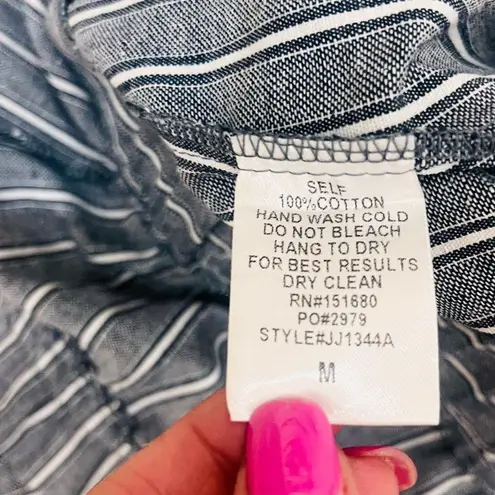 SELF
100%COTTON
HAND WASH COLD
DO NOT BLEACH
HANG TO DRY
FOR BEST RESULTS
DRY CLEAN
RN#151680
PO#2979
STYLE#JJ1344A
M